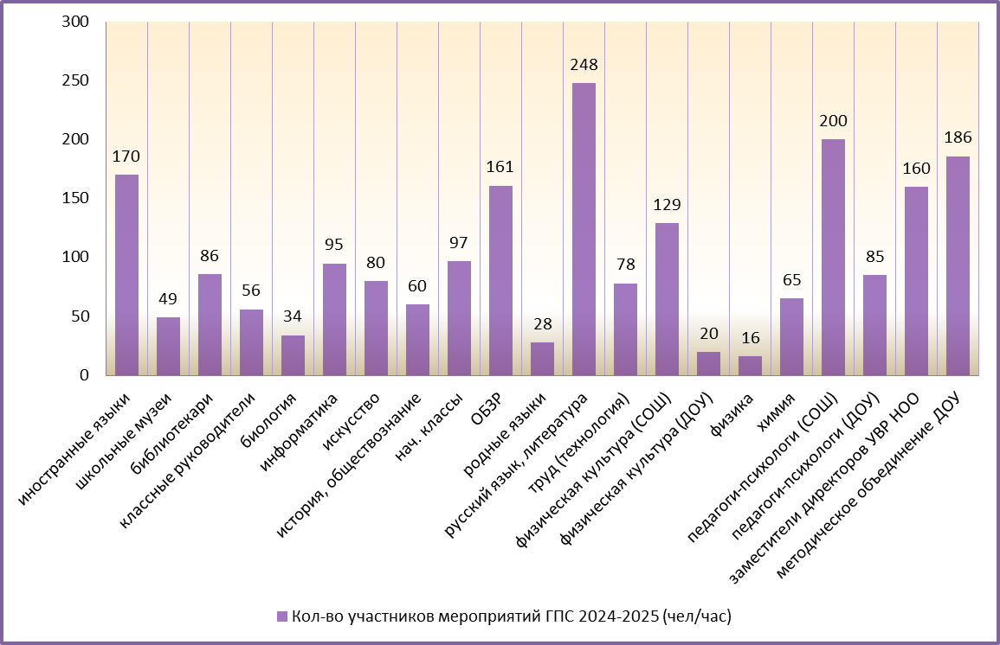 300
250
200
150
100
50
0
170
49
86
56
34
95
80
60
97
161
28
248
78
129
20
16
65
200
85
160
186
иностранные языки
школьные музеи
библиотекари
классные руководители
биология
информатика
искусство
история, обществознание
нач. классы
ОБЗР
родные языки
русский язык, литература
труд (технология)
физическая культура (СОШ)
физическая культура (ДОУ)
физика
химия
педагоги-психологи (СОШ)
педагоги-психологи (ДОУ)
заместители директоров УВР НОО
методическое объединение ДОУ
Кол-во участников мероприятий ГПС 2024-2025 (чел/час)